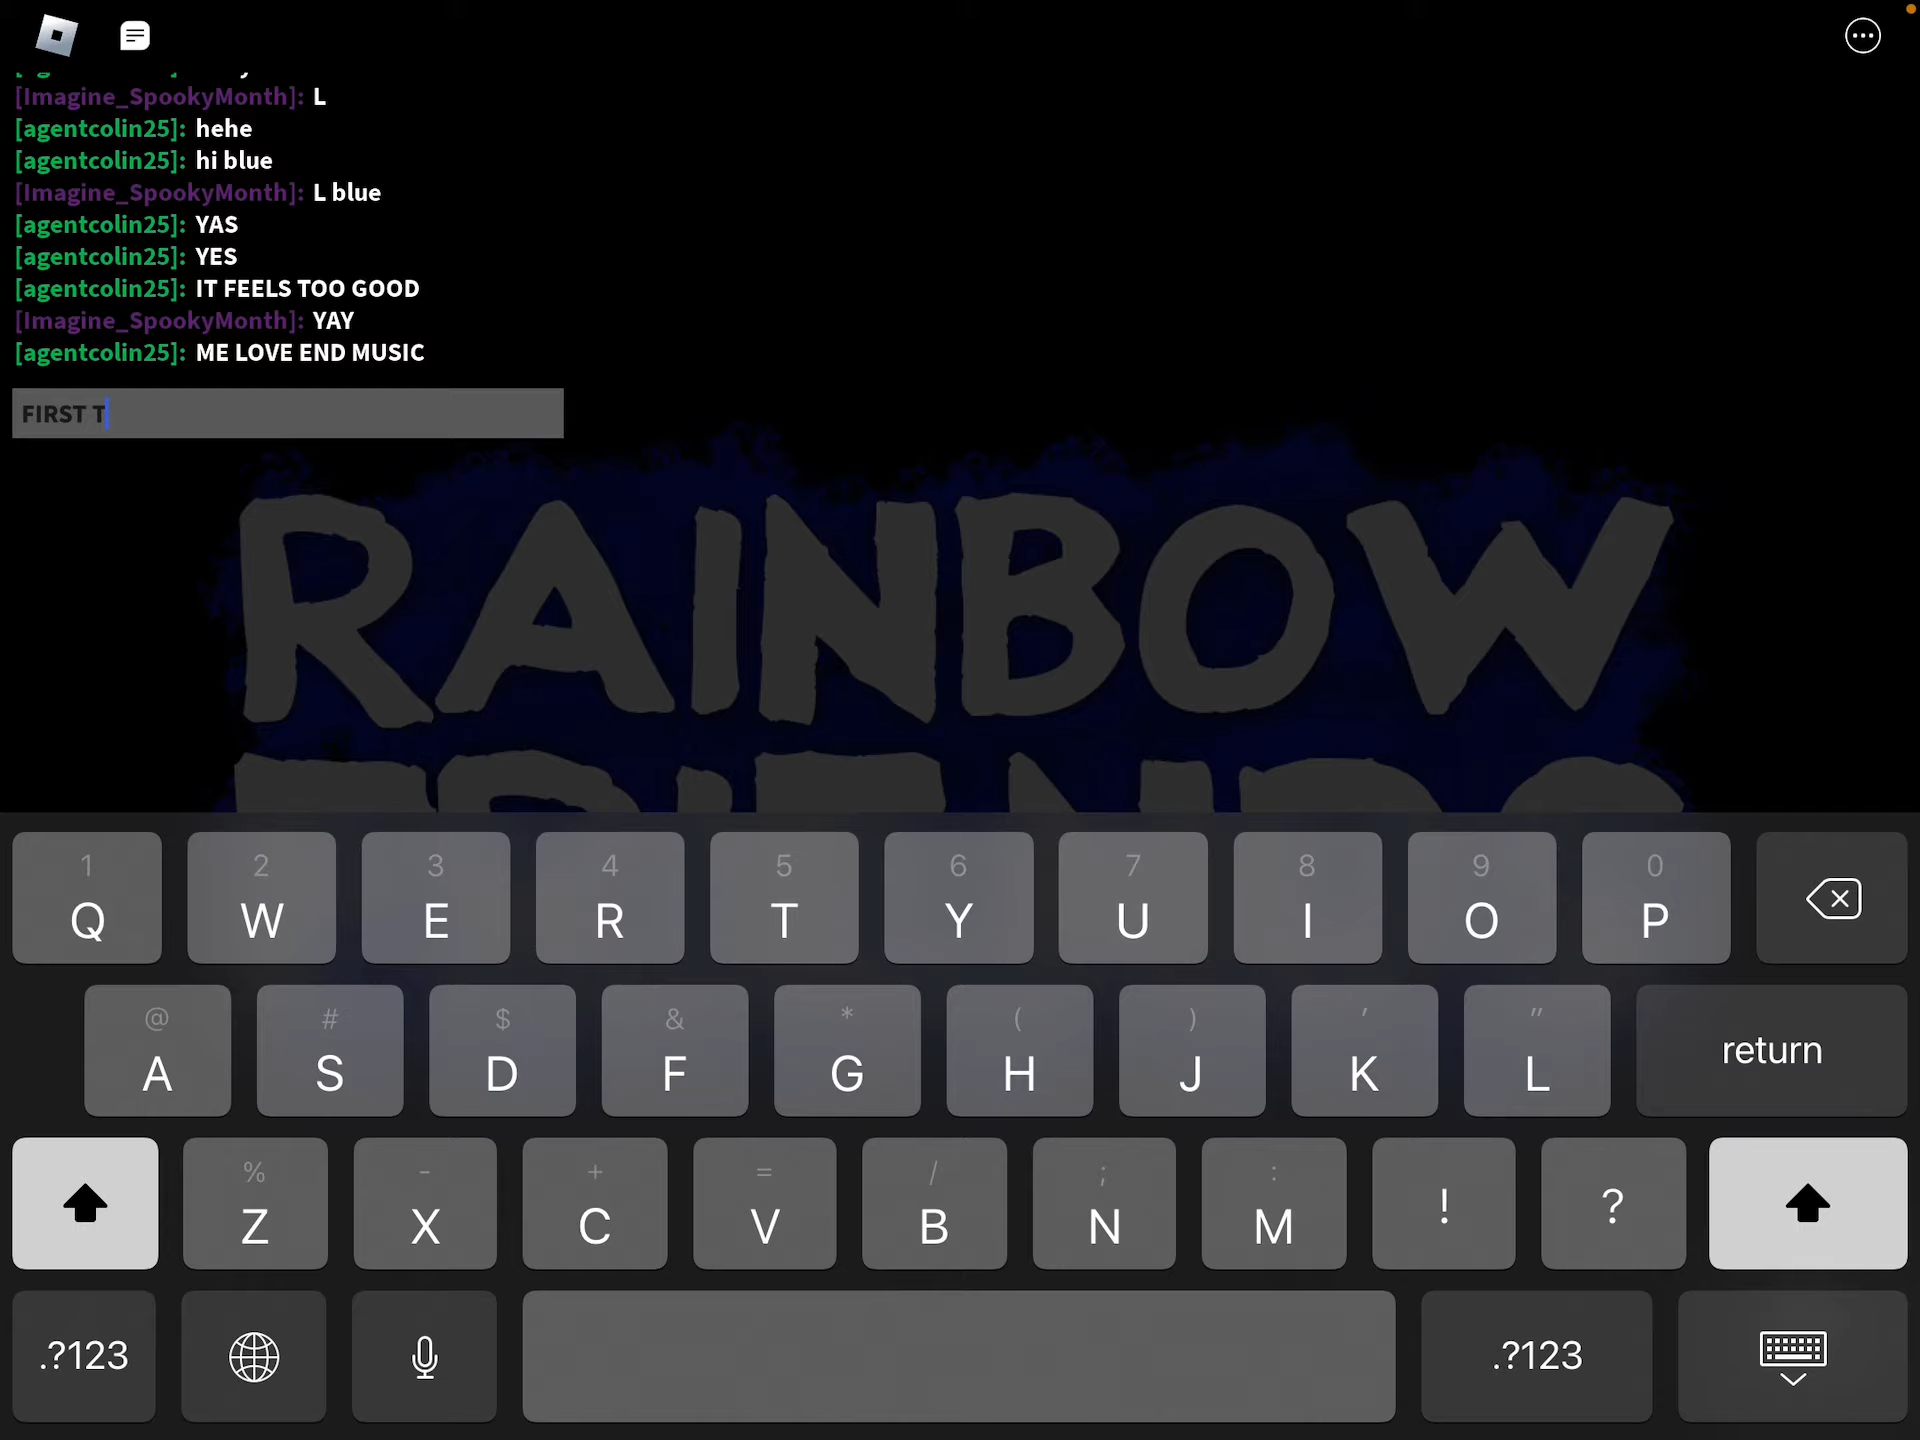 [Imagine_SpookyMonth]: L
[agentcolin25]: hehe
[agentcolin25]: hi blue
[Imagine_SpookyMonth]: L blue
[agentcolin25]: YAS
[agentcolin25]: YES
[agentcolin25]: IT FEELS TOO GOOD
[Imagine_SpookyMonth]: YAY
[agentcolin25]: ME LOVE END MUSIC
FIRST T
RAINBOW
FRIENDS
1 2 3 4 5 6 7 8 9 0
Q W E R T Y U I O P
@ # $ & * ( ) ' "
A S D F G H J K L return
% - + = / ; :
Z X C V B N M ! ?
.?123 .?123